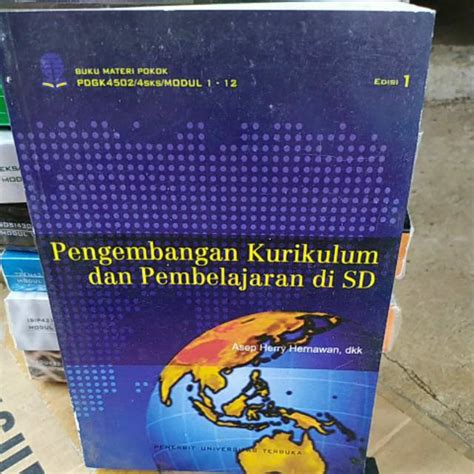 BUKU MATERI POKOK
PDGK4502/4SKS/MODUL 1 - 12
EDISI 1
Pengembangan Kurikulum
dan Pembelajaran di SD
Asep Herry Hernawan, dkk
PENERBIT UNIVERSITAS TERBUKA